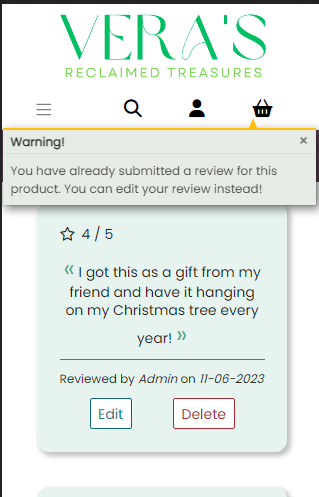 VERA'S
RECLAIMED TREASURES
Warning! ×
You have already submitted a review for this
product. You can edit your review instead!
4 / 5
« I got this as a gift from my
friend and have it hanging
on my Christmas tree every
year! »
Reviewed by Admin on 11-06-2023
Edit Delete